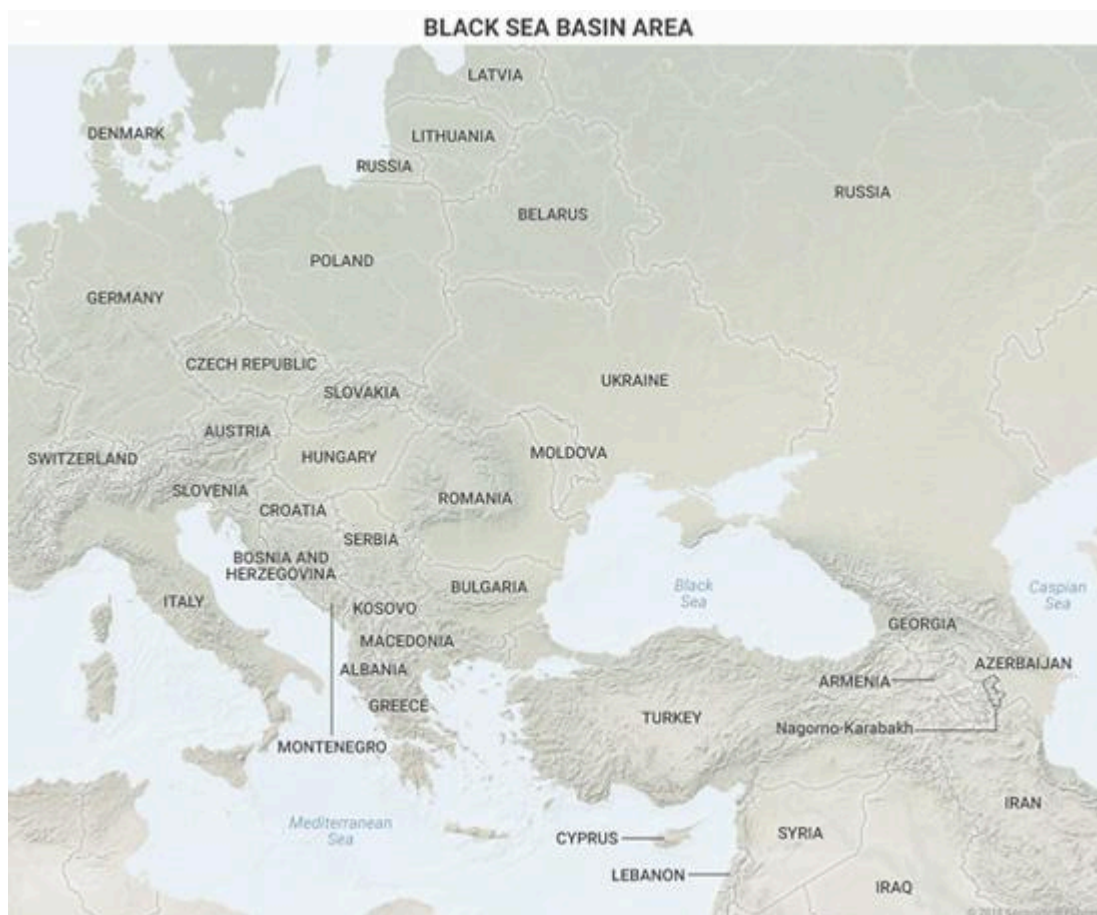 BLACK SEA BASIN AREA
LATVIA
DENMARK
LITHUANIA
RUSSIA
RUSSIA
BELARUS
POLAND
GERMANY
CZECH REPUBLIC
UKRAINE
SLOVAKIA
AUSTRIA
SWITZERLAND
HUNGARY
MOLDOVA
SLOVENIA
ROMANIA
CROATIA
SERBIA
BOSNIA AND
HERZEGOVINA
BULGARIA
Black
Sea
Caspian
Sea
ITALY
KOSOVO
GEORGIA
MACEDONIA
AZERBAIJAN
ALBANIA
ARMENIA
GREECE
TURKEY
Nagorno-Karabakh
MONTENEGRO
IRAN
Mediterranean
Sea
CYPRUS
SYRIA
LEBANON
IRAQ